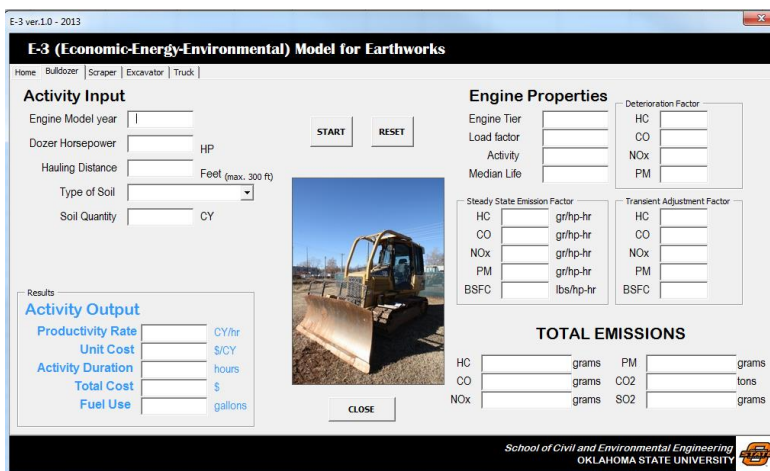 E-3 ver.1.0 - 2013
E-3 (Economic-Energy-Environmental) Model for Earthworks
Home Bulldozer Scraper Excavator Truck
Activity Input
Engine Model year
Dozer Horsepower HP
Hauling Distance Feet (max. 300 ft)
Type of Soil
Soil Quantity CY
START RESET
Results
Activity Output
Productivity Rate CY/hr
Unit Cost $/CY
Activity Duration hours
Total Cost $
Fuel Use gallons
CLOSE
Engine Properties
Engine Tier
Load factor
Activity
Median Life
Deterioration Factor
HC
CO
NOx
PM
Steady State Emission Factor
HC gr/hp-hr
CO gr/hp-hr
NOx gr/hp-hr
PM gr/hp-hr
BSFC lbs/hp-hr
Transient Adjustment Factor
HC
CO
NOx
PM
BSFC
TOTAL EMISSIONS
HC grams PM grams
CO grams CO2 tons
NOx grams SO2 grams
School of Civil and Environmental Engineering
OKLAHOMA STATE UNIVERSITY
STATE